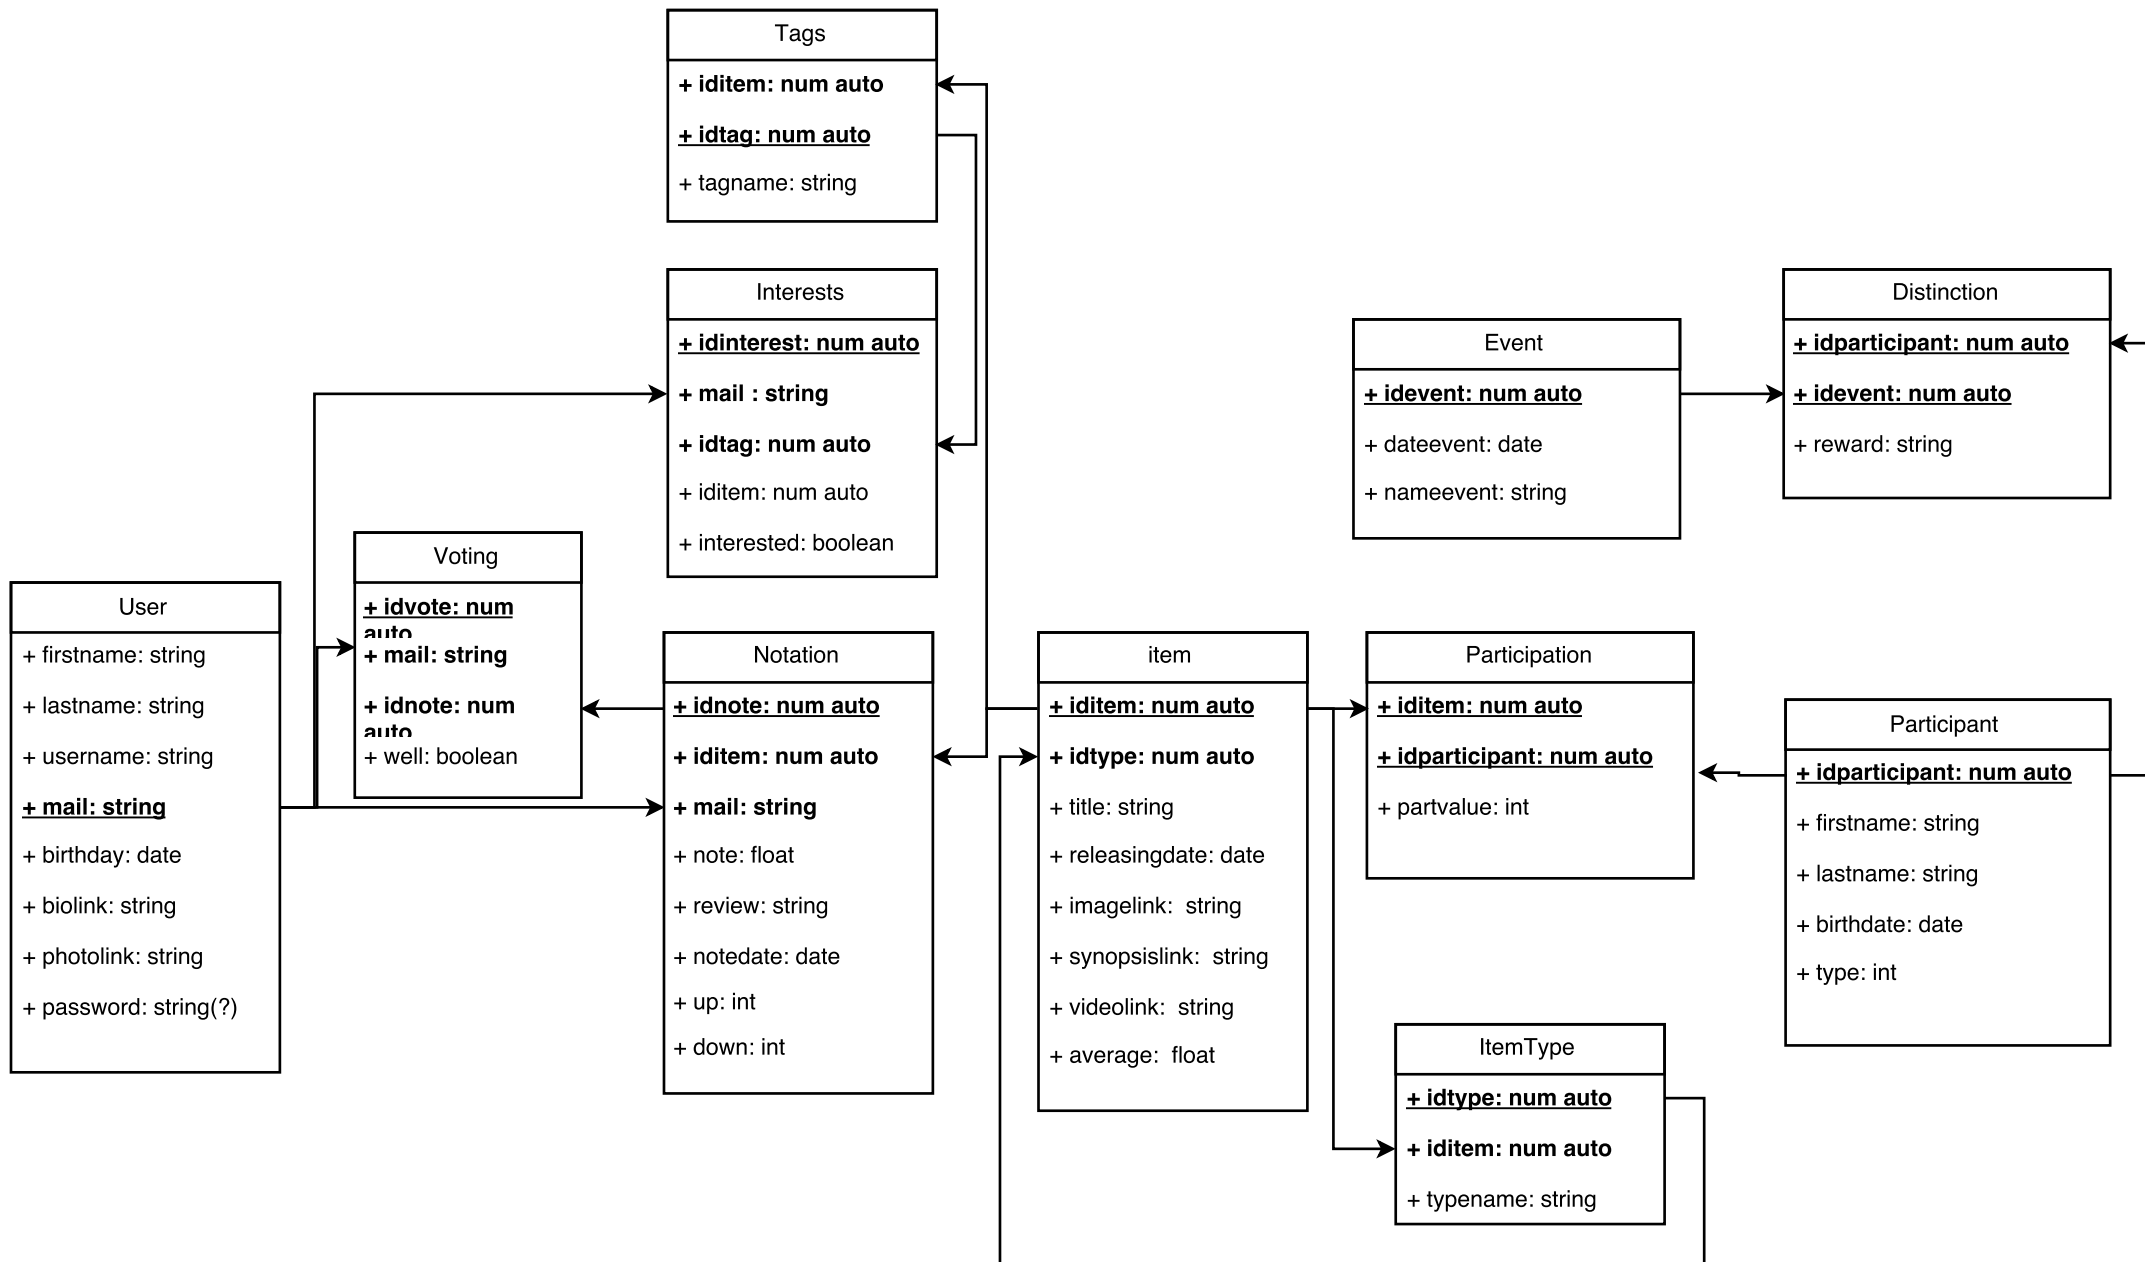 Tags
+ iditem: num auto
+ idtag: num auto
+ tagname: string
Interests
+ idinterest: num auto
+ mail : string
+ idtag: num auto
+ iditem: num auto
+ interested: boolean
Event
+ idevent: num auto
+ dateevent: date
+ nameevent: string
Distinction
+ idparticipant: num auto
+ idevent: num auto
+ reward: string
User
+ firstname: string
+ lastname: string
+ username: string
+ mail: string
+ birthday: date
+ biolink: string
+ photolink: string
+ password: string(?)
Voting
+ idvote: num
auto
+ mail: string
+ idnote: num
auto
+ well: boolean
Notation
+ idnote: num auto
+ iditem: num auto
+ mail: string
+ note: float
+ review: string
+ notedate: date
+ up: int
+ down: int
item
+ iditem: num auto
+ idtype: num auto
+ title: string
+ releasingdate: date
+ imagelink:  string
+ synopsislink:  string
+ videolink:  string
+ average:  float
Participation
+ iditem: num auto
+ idparticipant: num auto
+ partvalue: int
Participant
+ idparticipant: num auto
+ firstname: string
+ lastname: string
+ birthdate: date
+ type: int
ItemType
+ idtype: num auto
+ iditem: num auto
+ typename: string